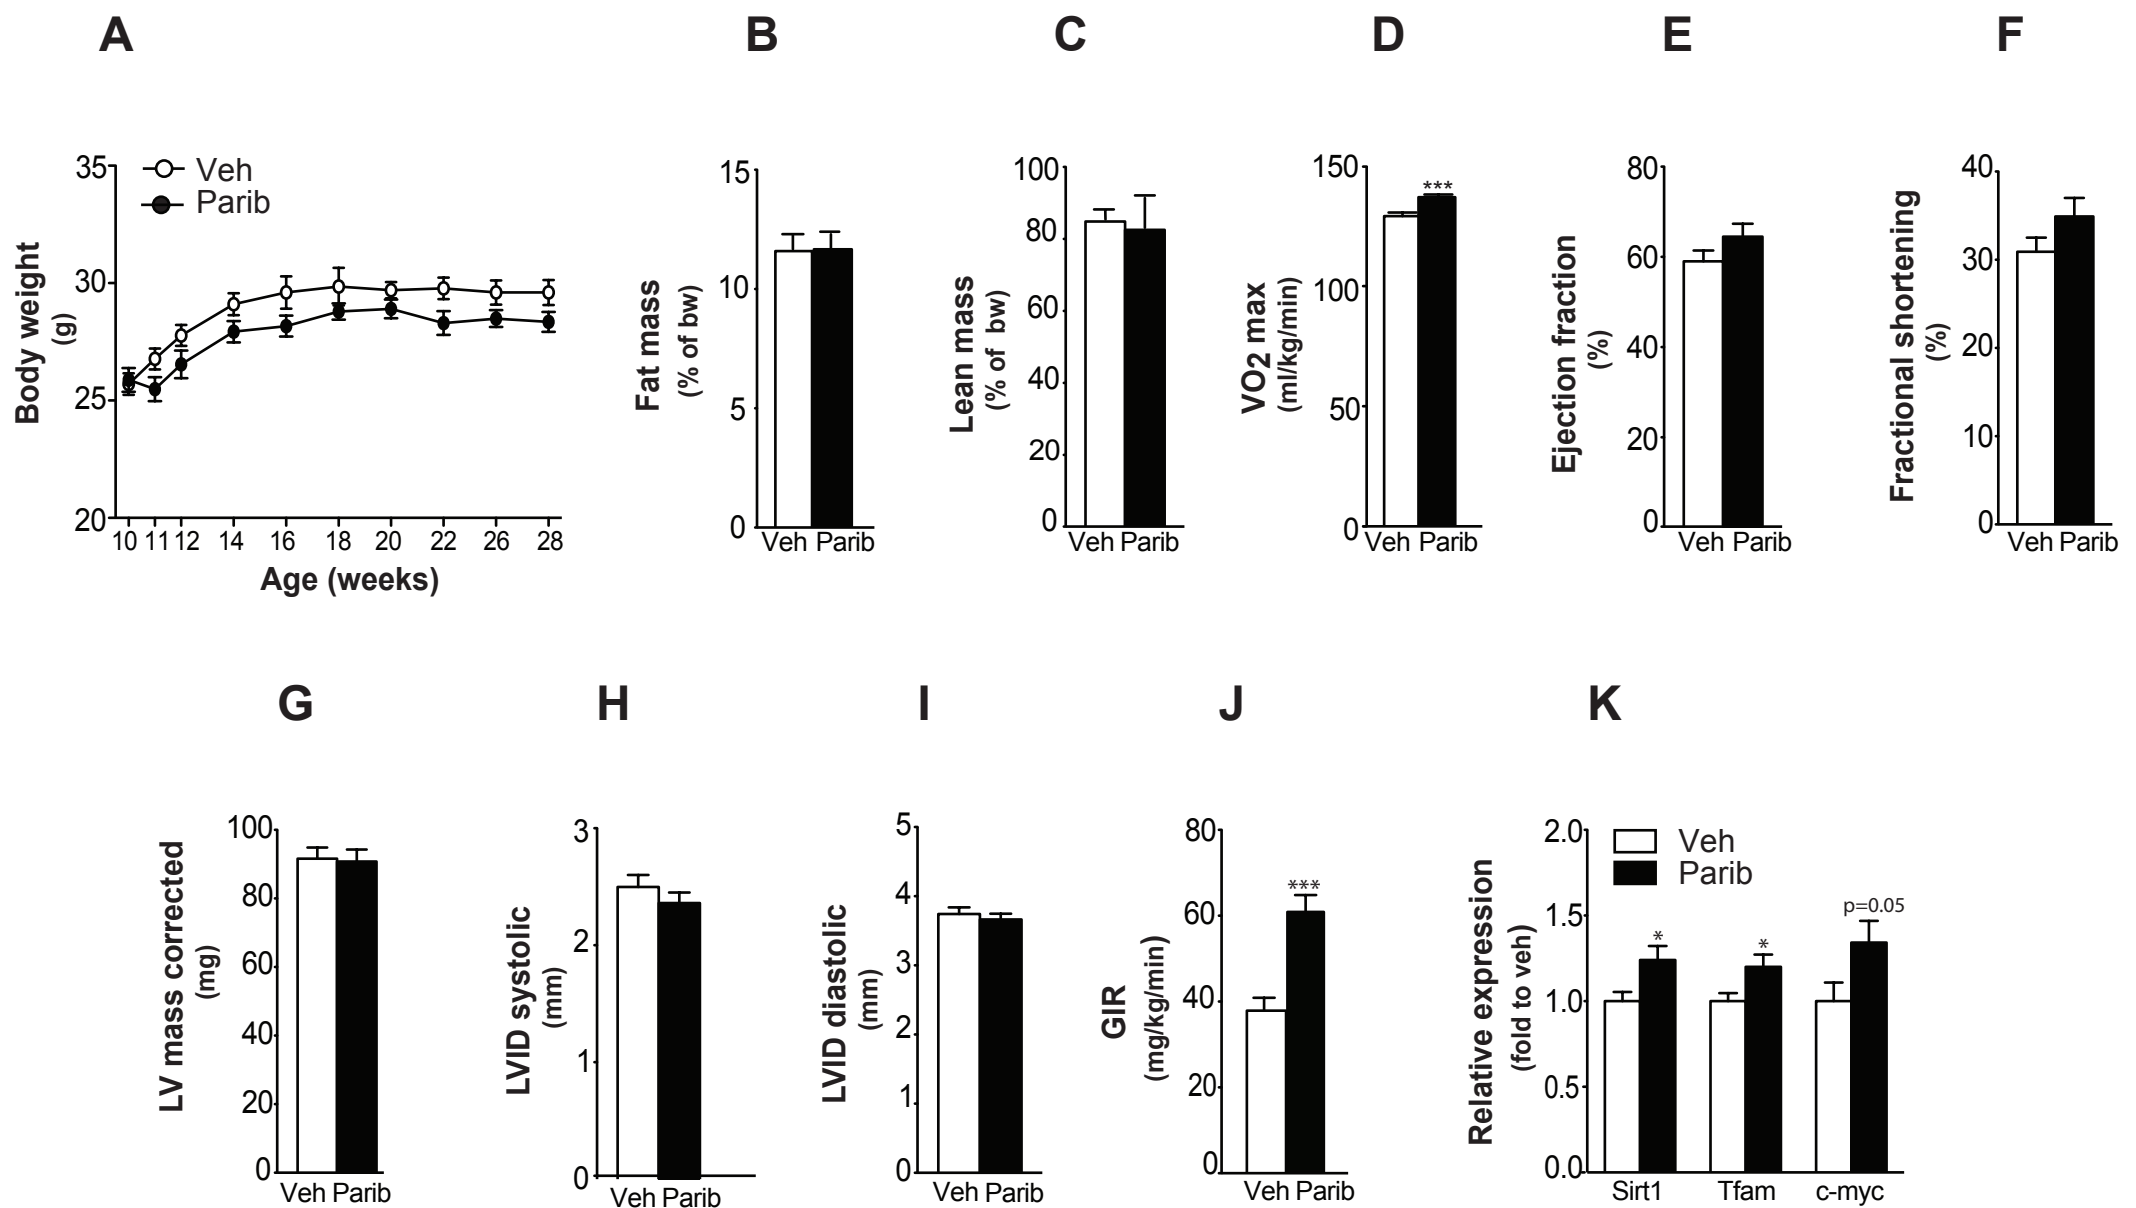 A
B
C
D
E
F
Veh
Parib
Body weight
(g)
35
30
25
20
10 11 12 14 16 18 20 22 26 28
Age (weeks)
Fat mass
(% of bw)
15
10
5
0
Veh Parib
Lean mass
(% of bw)
100
80
60
40
20
0
Veh Parib
VO2 max
(ml/kg/min)
150
100
50
0
***
Veh Parib
Ejection fraction
(%)
80
60
40
20
0
Veh Parib
Fractional shortening
(%)
40
30
20
10
0
Veh Parib
G
H
I
J
K
LV mass corrected
(mg)
100
80
60
40
20
0
Veh Parib
LVID systolic
(mm)
3
2
1
0
Veh Parib
LVID diastolic
(mm)
5
4
3
2
1
0
Veh Parib
GIR
(mg/kg/min)
80
60
40
20
0
***
Veh Parib
Relative expression
(fold to veh)
2.0
1.5
1.0
0.5
0.0
Veh
Parib
*
*
p=0.05
Sirt1 Tfam c-myc